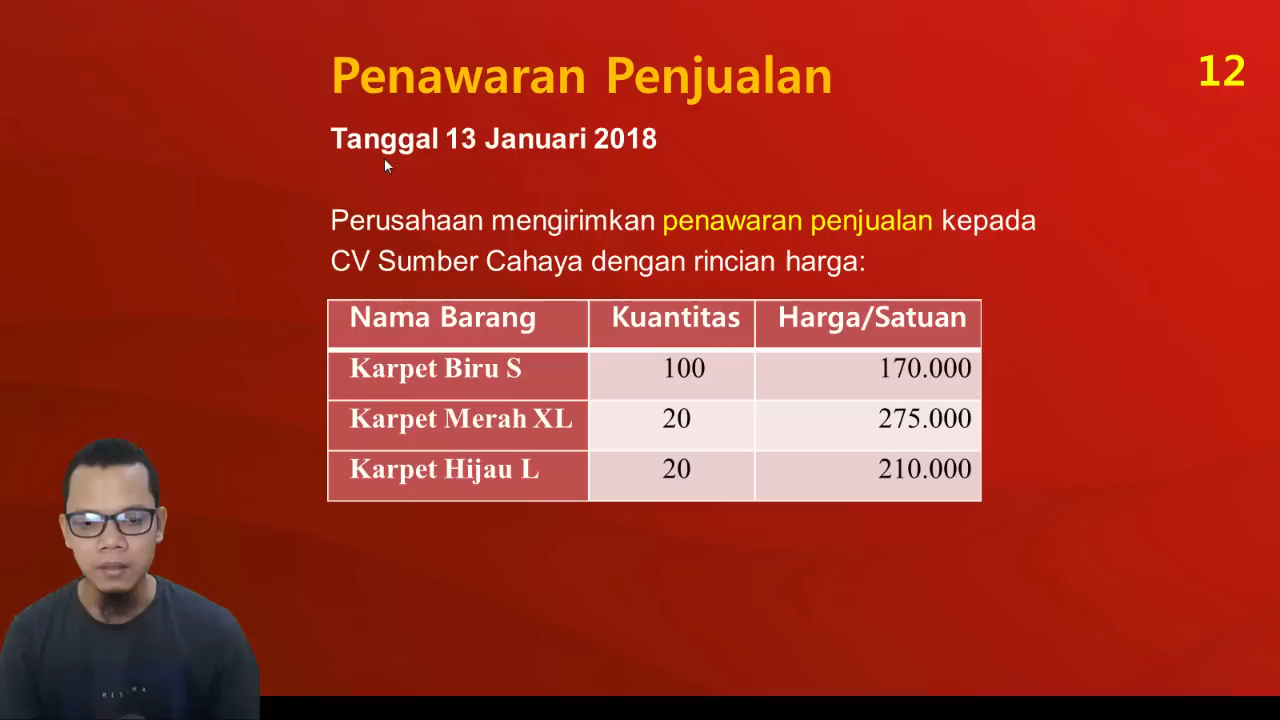 Penawaran Penjualan
12
Tanggal 13 Januari 2018
Perusahaan mengirimkan penawaran penjualan kepada
CV Sumber Cahaya dengan rincian harga:
Nama Barang Kuantitas Harga/Satuan
Karpet Biru S 100 170.000
Karpet Merah XL 20 275.000
Karpet Hijau L 20 210.000